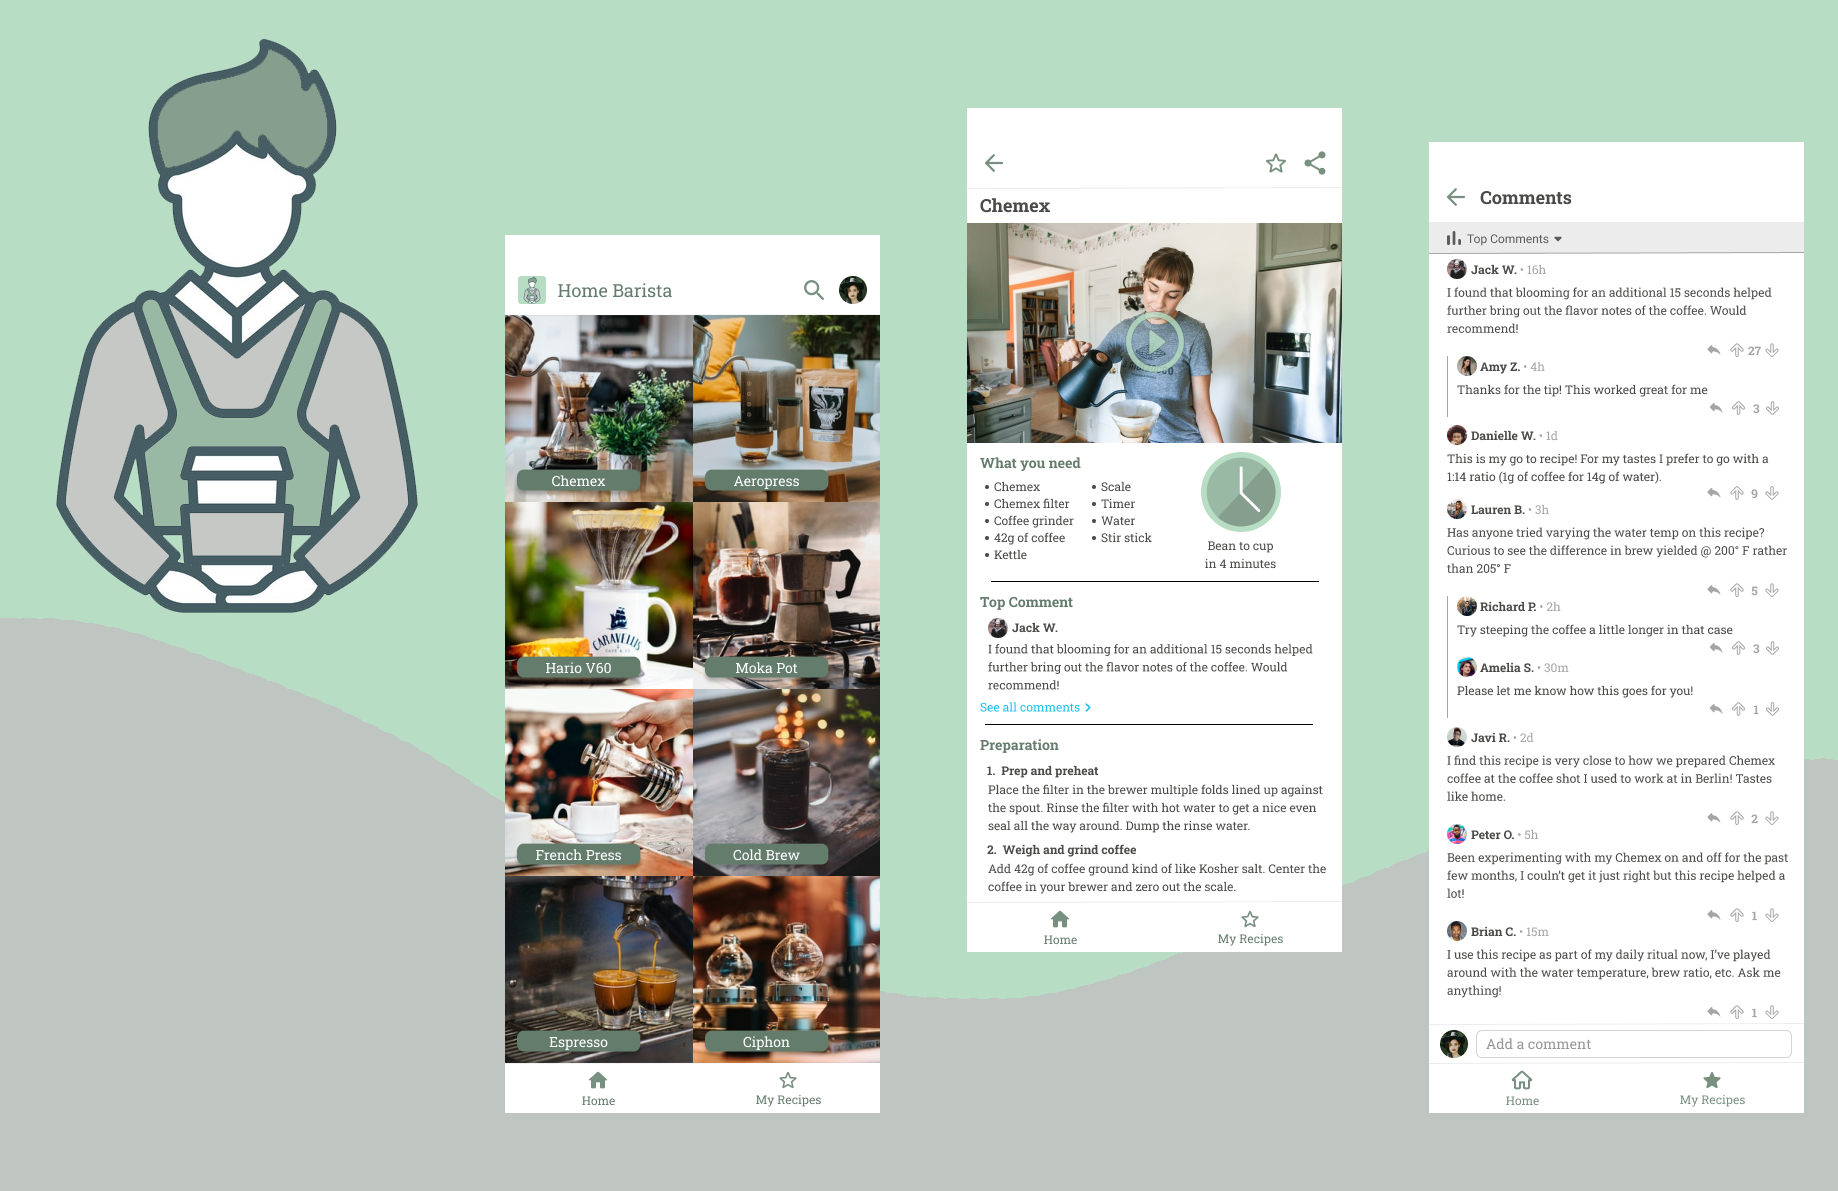 Home Barista
Chemex
Aeropress
CARAVELLIS
Hario V60
Moka Pot
French Press
Cold Brew
Espresso
Ciphon
Home
My Recipes
Chemex
What you need
• Chemex
• Chemex filter
• Coffee grinder
• 42g of coffee
• Kettle
• Scale
• Timer
• Water
• Stir stick
Bean to cup
in 4 minutes
Top Comment
Jack W.
I found that blooming for an additional 15 seconds helped
further bring out the flavor notes of the coffee. Would
recommend!
See all comments
Preparation
1. Prep and preheat
Place the filter in the brewer multiple folds lined up against
the spout. Rinse the filter with hot water to get a nice even
seal all the way around. Dump the rinse water.
2. Weigh and grind coffee
Add 42g of coffee ground kind of like Kosher salt. Center the
coffee in your brewer and zero out the scale.
Home
My Recipes
Comments
Top Comments
Jack W. • 16h
I found that blooming for an additional 15 seconds helped
further bring out the flavor notes of the coffee. Would
recommend!
27
Amy Z. • 4h
Thanks for the tip! This worked great for me
3
Danielle W. • 1d
This is my go to recipe! For my tastes I prefer to go with a
1:14 ratio (1g of coffee for 14g of water).
9
Lauren B. • 3h
Has anyone tried varying the water temp on this recipe?
Curious to see the difference in brew yielded @ 200° F rather
than 205° F
5
Richard P. • 2h
Try steeping the coffee a little longer in that case
3
Amelia S. • 30m
Please let me know how this goes for you!
1
Javi R. • 2d
I find this recipe is very close to how we prepared Chemex
coffee at the coffee shot I used to work at in Berlin! Tastes
like home.
2
Peter O. • 5h
Been experimenting with my Chemex on and off for the past
few months, I couln't get it just right but this recipe helped a
lot!
1
Brian C. • 15m
I use this recipe as part of my daily ritual now, I've played
around with the water temperature, brew ratio, etc. Ask me
anything!
1
Add a comment
Home
My Recipes